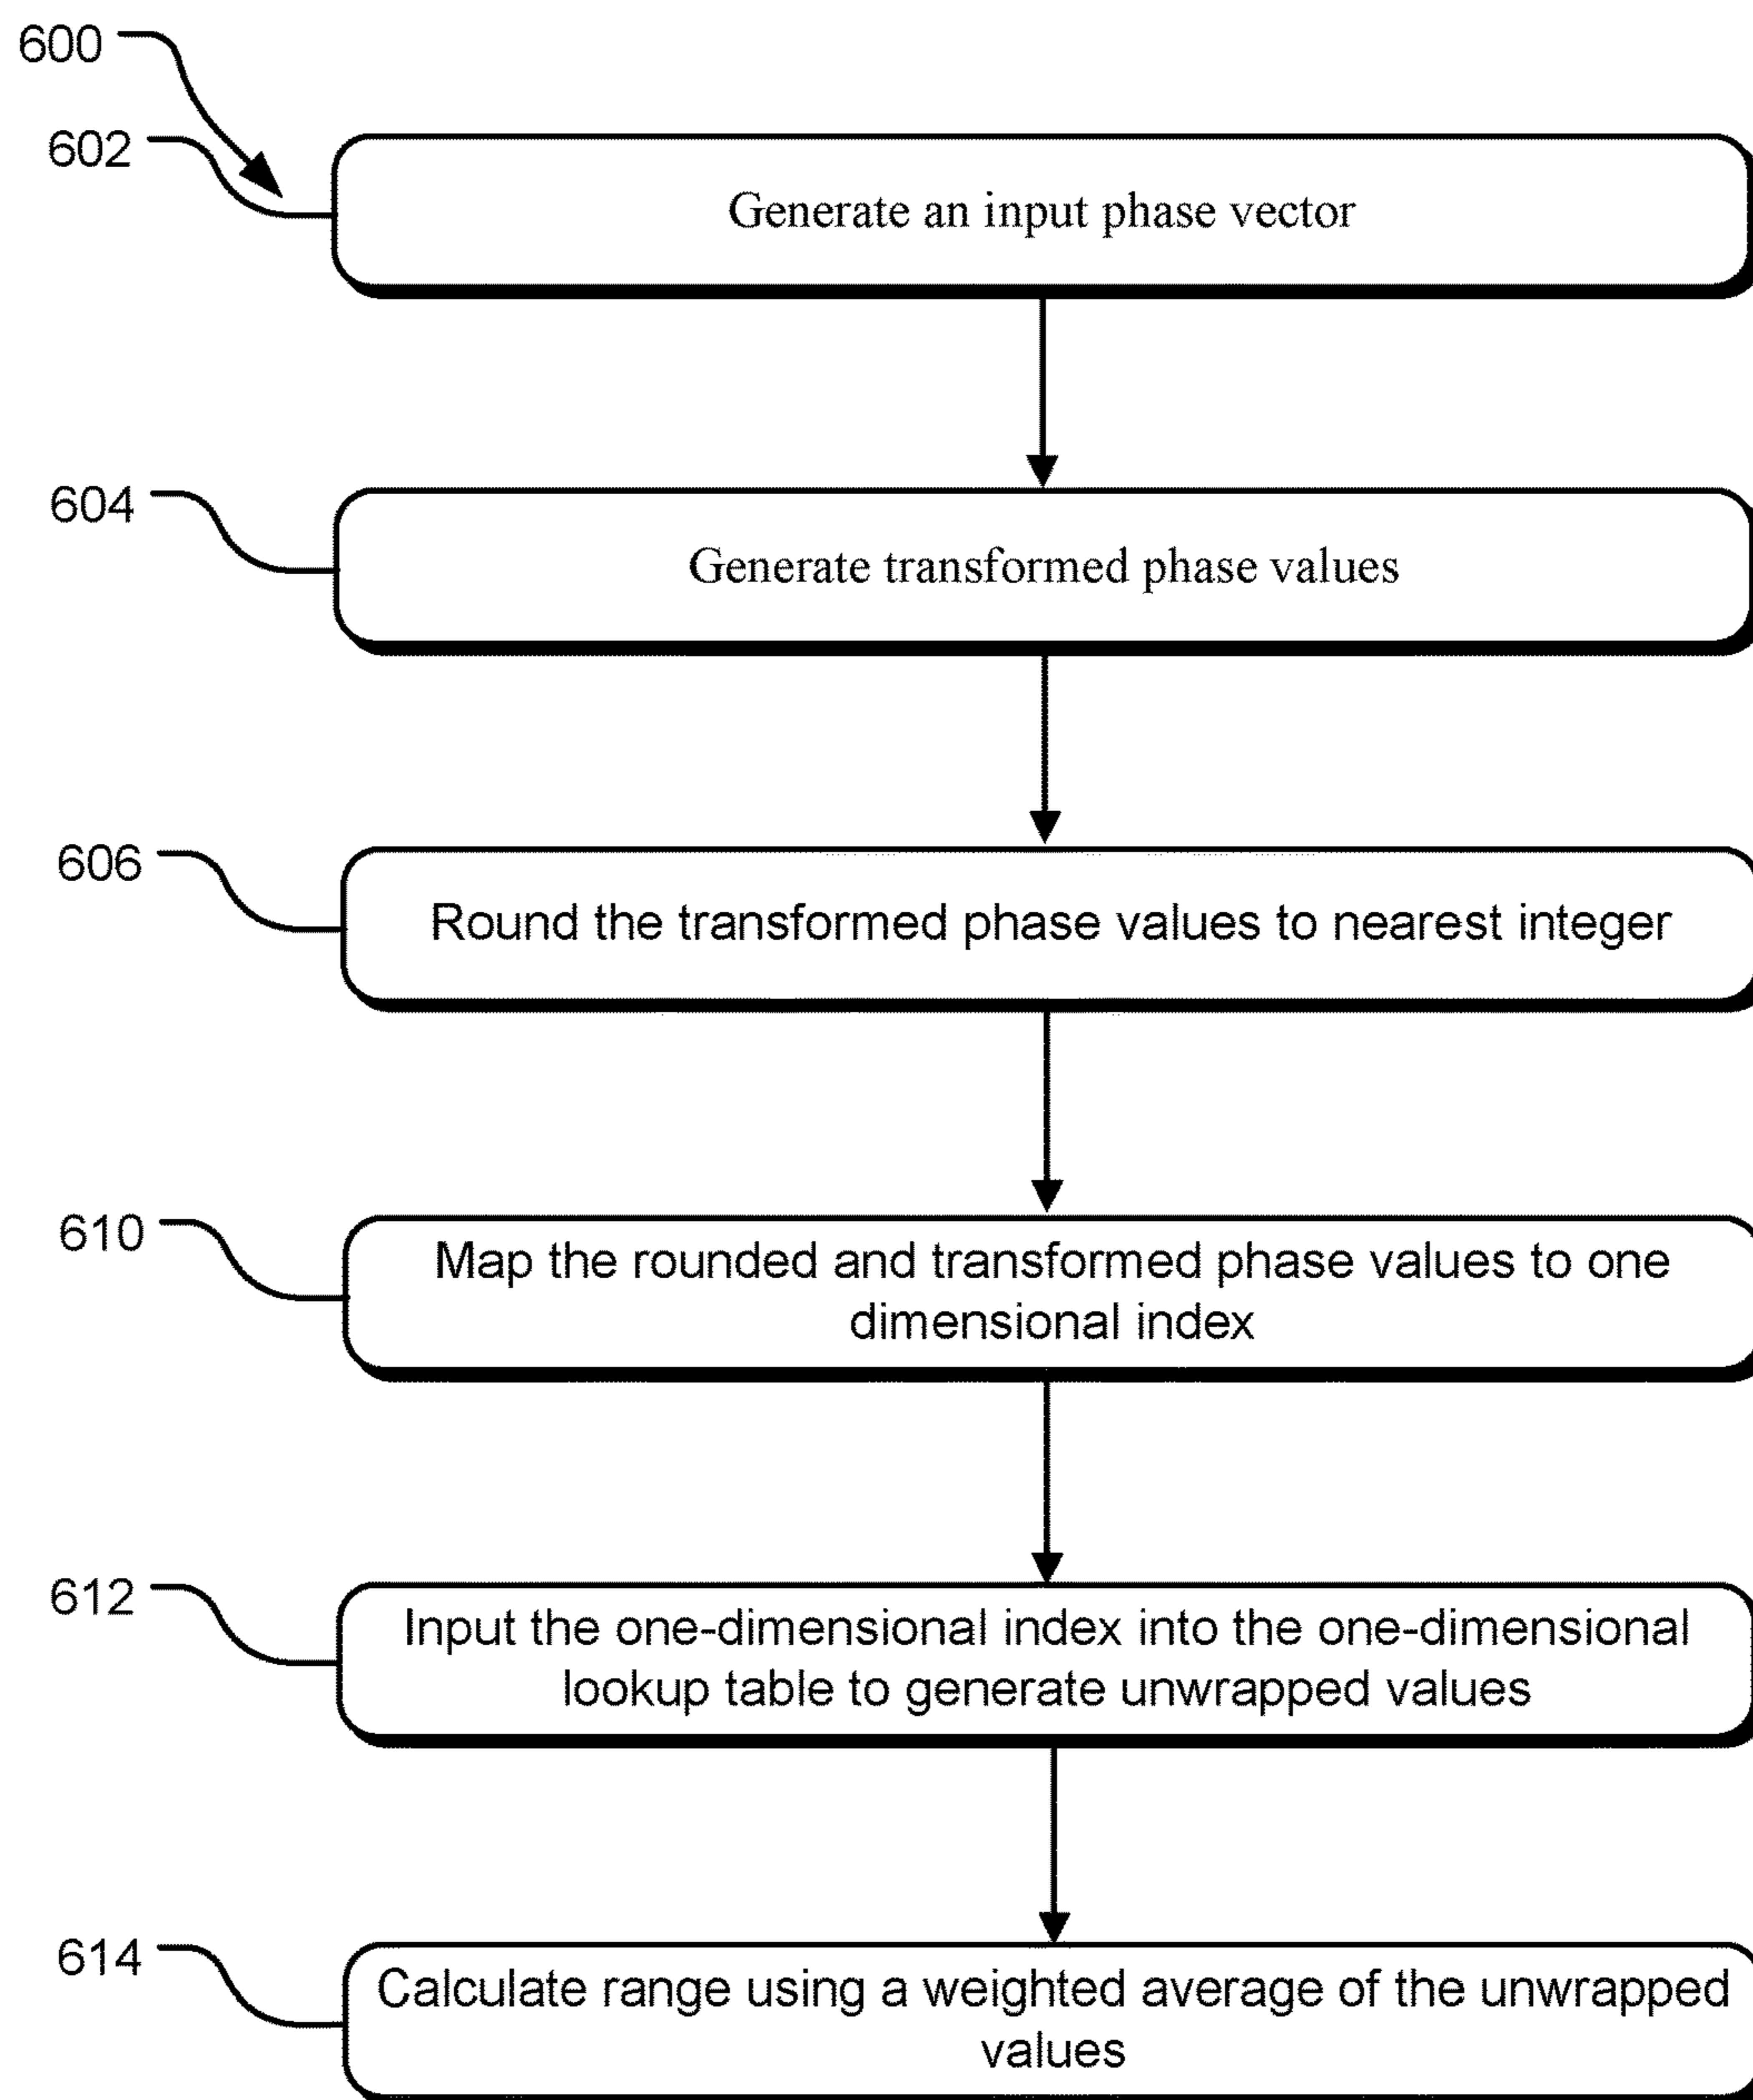 600
602
Generate an input phase vector
604
Generate transformed phase values
606
Round the transformed phase values to nearest integer
610
Map the rounded and transformed phase values to one
dimensional index
612
Input the one-dimensional index into the one-dimensional
lookup table to generate unwrapped values
614
Calculate range using a weighted average of the unwrapped
values